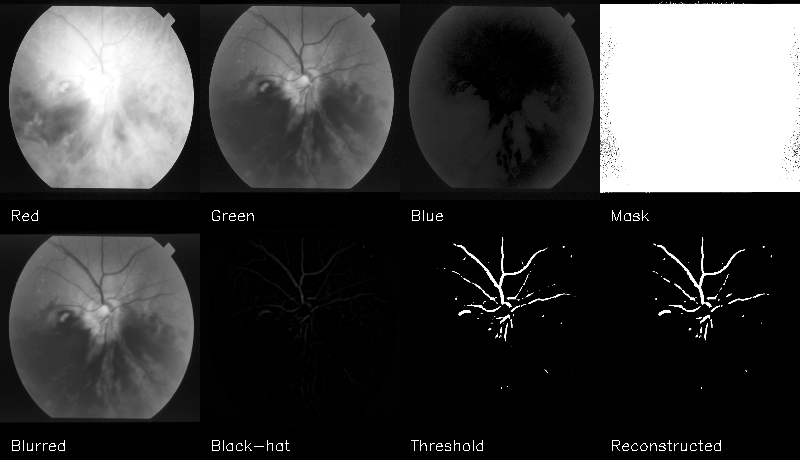 Red
Green
Blue
Mask
Blurred
Black-hat
Threshold
Reconstructed